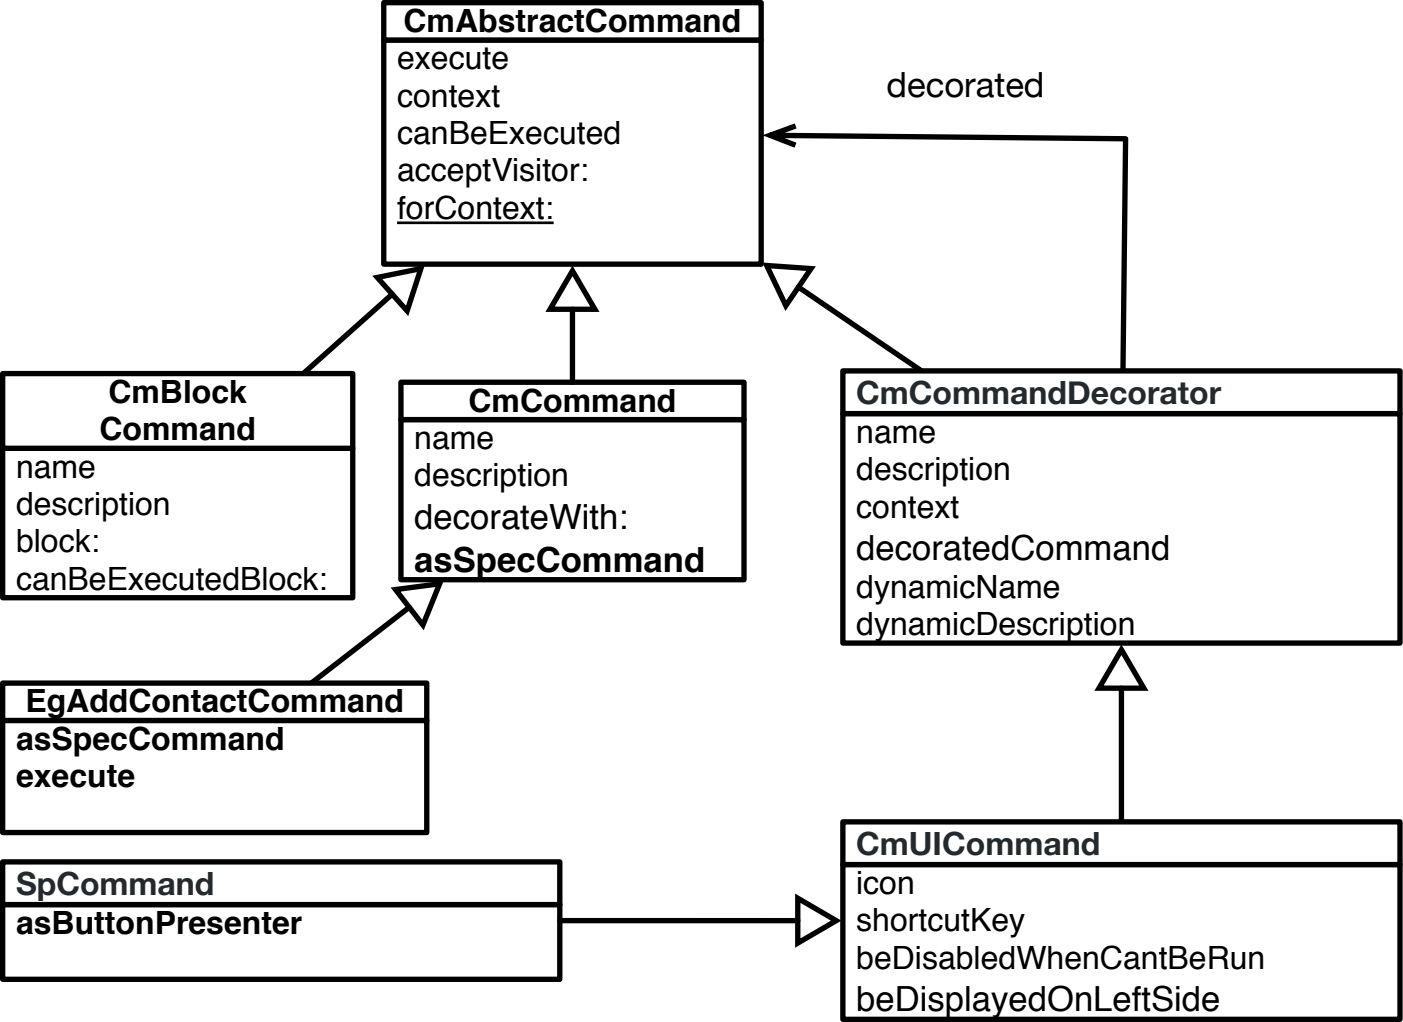 CmAbstractCommand
execute
context
canBeExecuted
acceptVisitor:
forContext:
decorated
CmBlock
Command
name
description
block:
canBeExecutedBlock:
CmCommand
name
description
decorateWith:
asSpecCommand
CmCommandDecorator
name
description
context
decoratedCommand
dynamicName
dynamicDescription
EgAddContactCommand
asSpecCommand
execute
SpCommand
asButtonPresenter
CmUICommand
icon
shortcutKey
beDisabledWhenCantBeRun
beDisplayedOnLeftSide